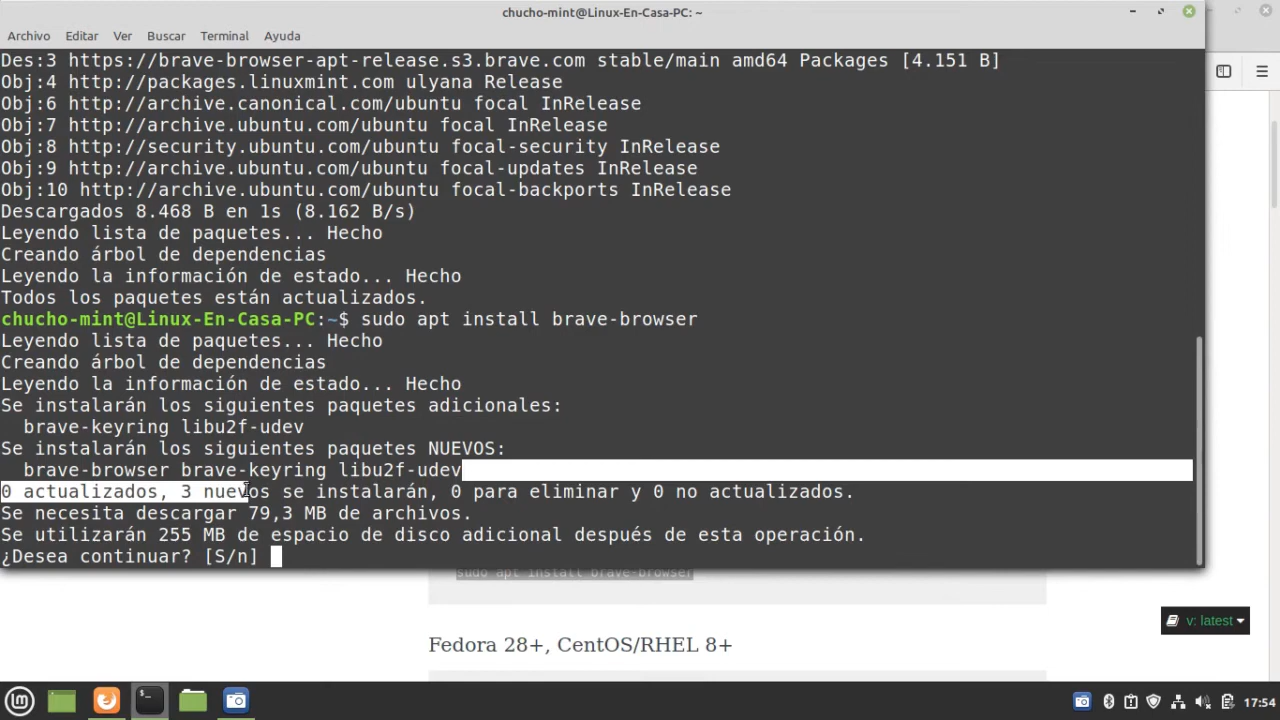 chucho-mint@Linux-En-Casa-PC: ~
Archivo Editar Ver Buscar Terminal Ayuda
Des:3 https://brave-browser-apt-release.s3.brave.com stable/main amd64 Packages [4.151 B]
Obj:4 http://packages.linuxmint.com ulyana Release
Obj:6 http://archive.canonical.com/ubuntu focal InRelease
Obj:7 http://archive.ubuntu.com/ubuntu focal InRelease
Obj:8 http://security.ubuntu.com/ubuntu focal-security InRelease
Obj:9 http://archive.ubuntu.com/ubuntu focal-updates InRelease
Obj:10 http://archive.ubuntu.com/ubuntu focal-backports InRelease
Descargados 8.468 B en 1s (8.162 B/s)
Leyendo lista de paquetes... Hecho
Creando árbol de dependencias
Leyendo la información de estado... Hecho
Todos los paquetes están actualizados.
chucho-mint@Linux-En-Casa-PC:~$ sudo apt install brave-browser
Leyendo lista de paquetes... Hecho
Creando árbol de dependencias
Leyendo la información de estado... Hecho
Se instalarán los siguientes paquetes adicionales:
brave-keyring libu2f-udev
Se instalarán los siguientes paquetes NUEVOS:
brave-browser brave-keyring libu2f-udev
0 actualizados, 3 nuevos se instalarán, 0 para eliminar y 0 no actualizados.
Se necesita descargar 79,3 MB de archivos.
Se utilizarán 255 MB de espacio de disco adicional después de esta operación.
¿Desea continuar? [S/n]
sudo apt install brave-browser
v: latest
Fedora 28+, CentOS/RHEL 8+
17:54